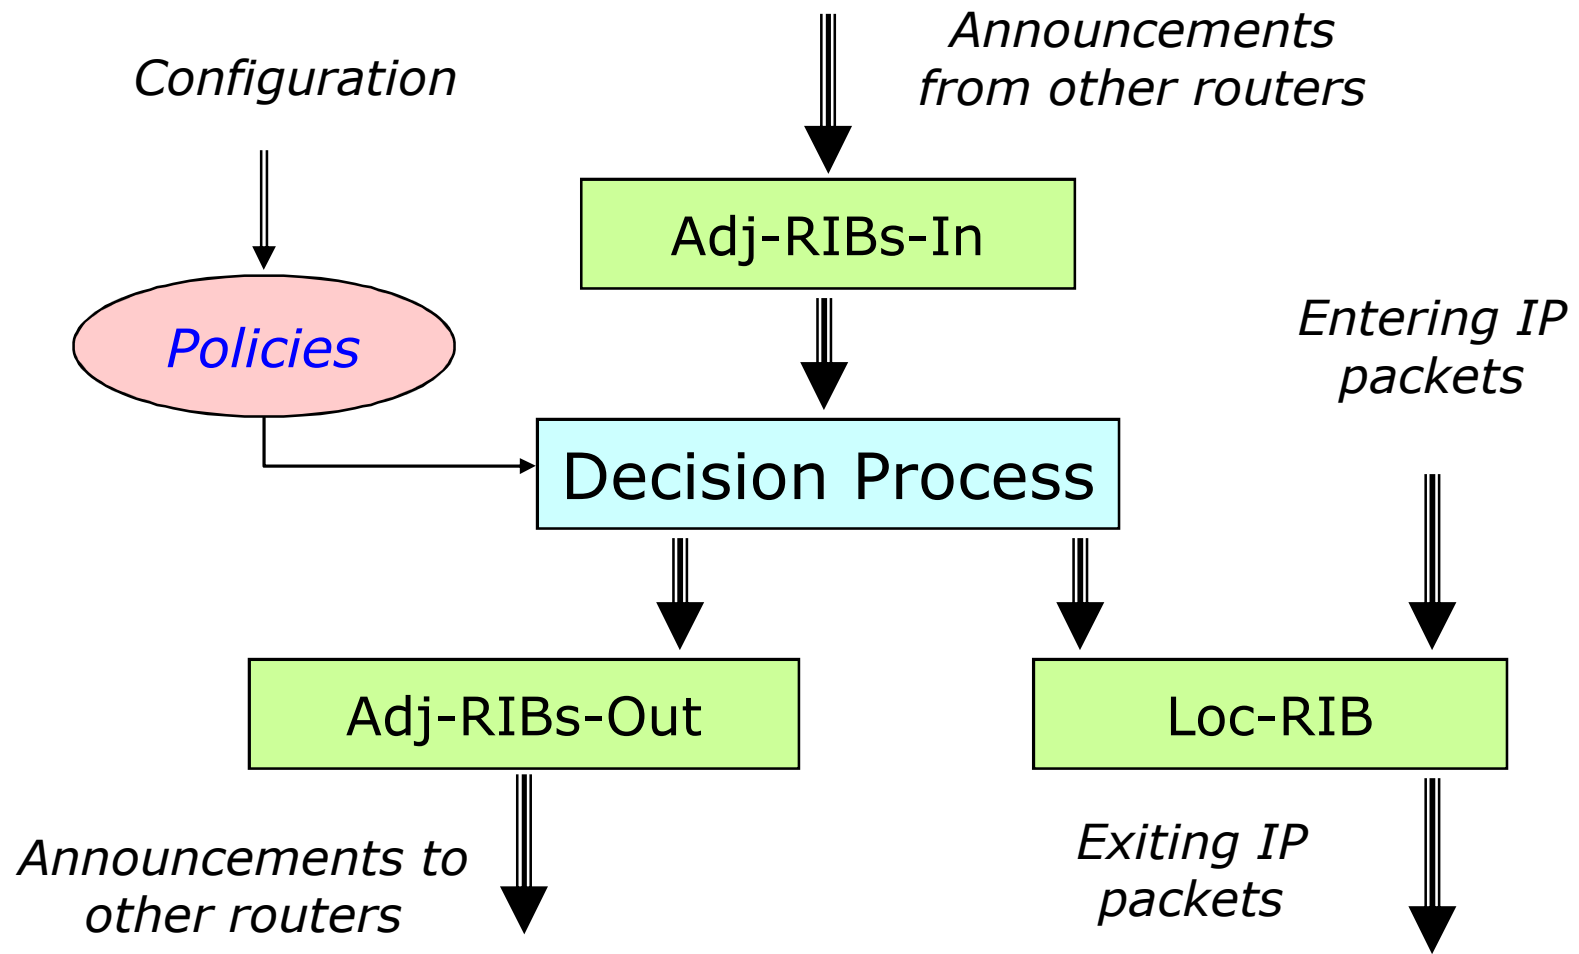 Announcements
from other routers
Configuration
Adj-RIBs-In
Entering IP
packets
Policies
Decision Process
Adj-RIBs-Out
Loc-RIB
Announcements to
other routers
Exiting IP
packets